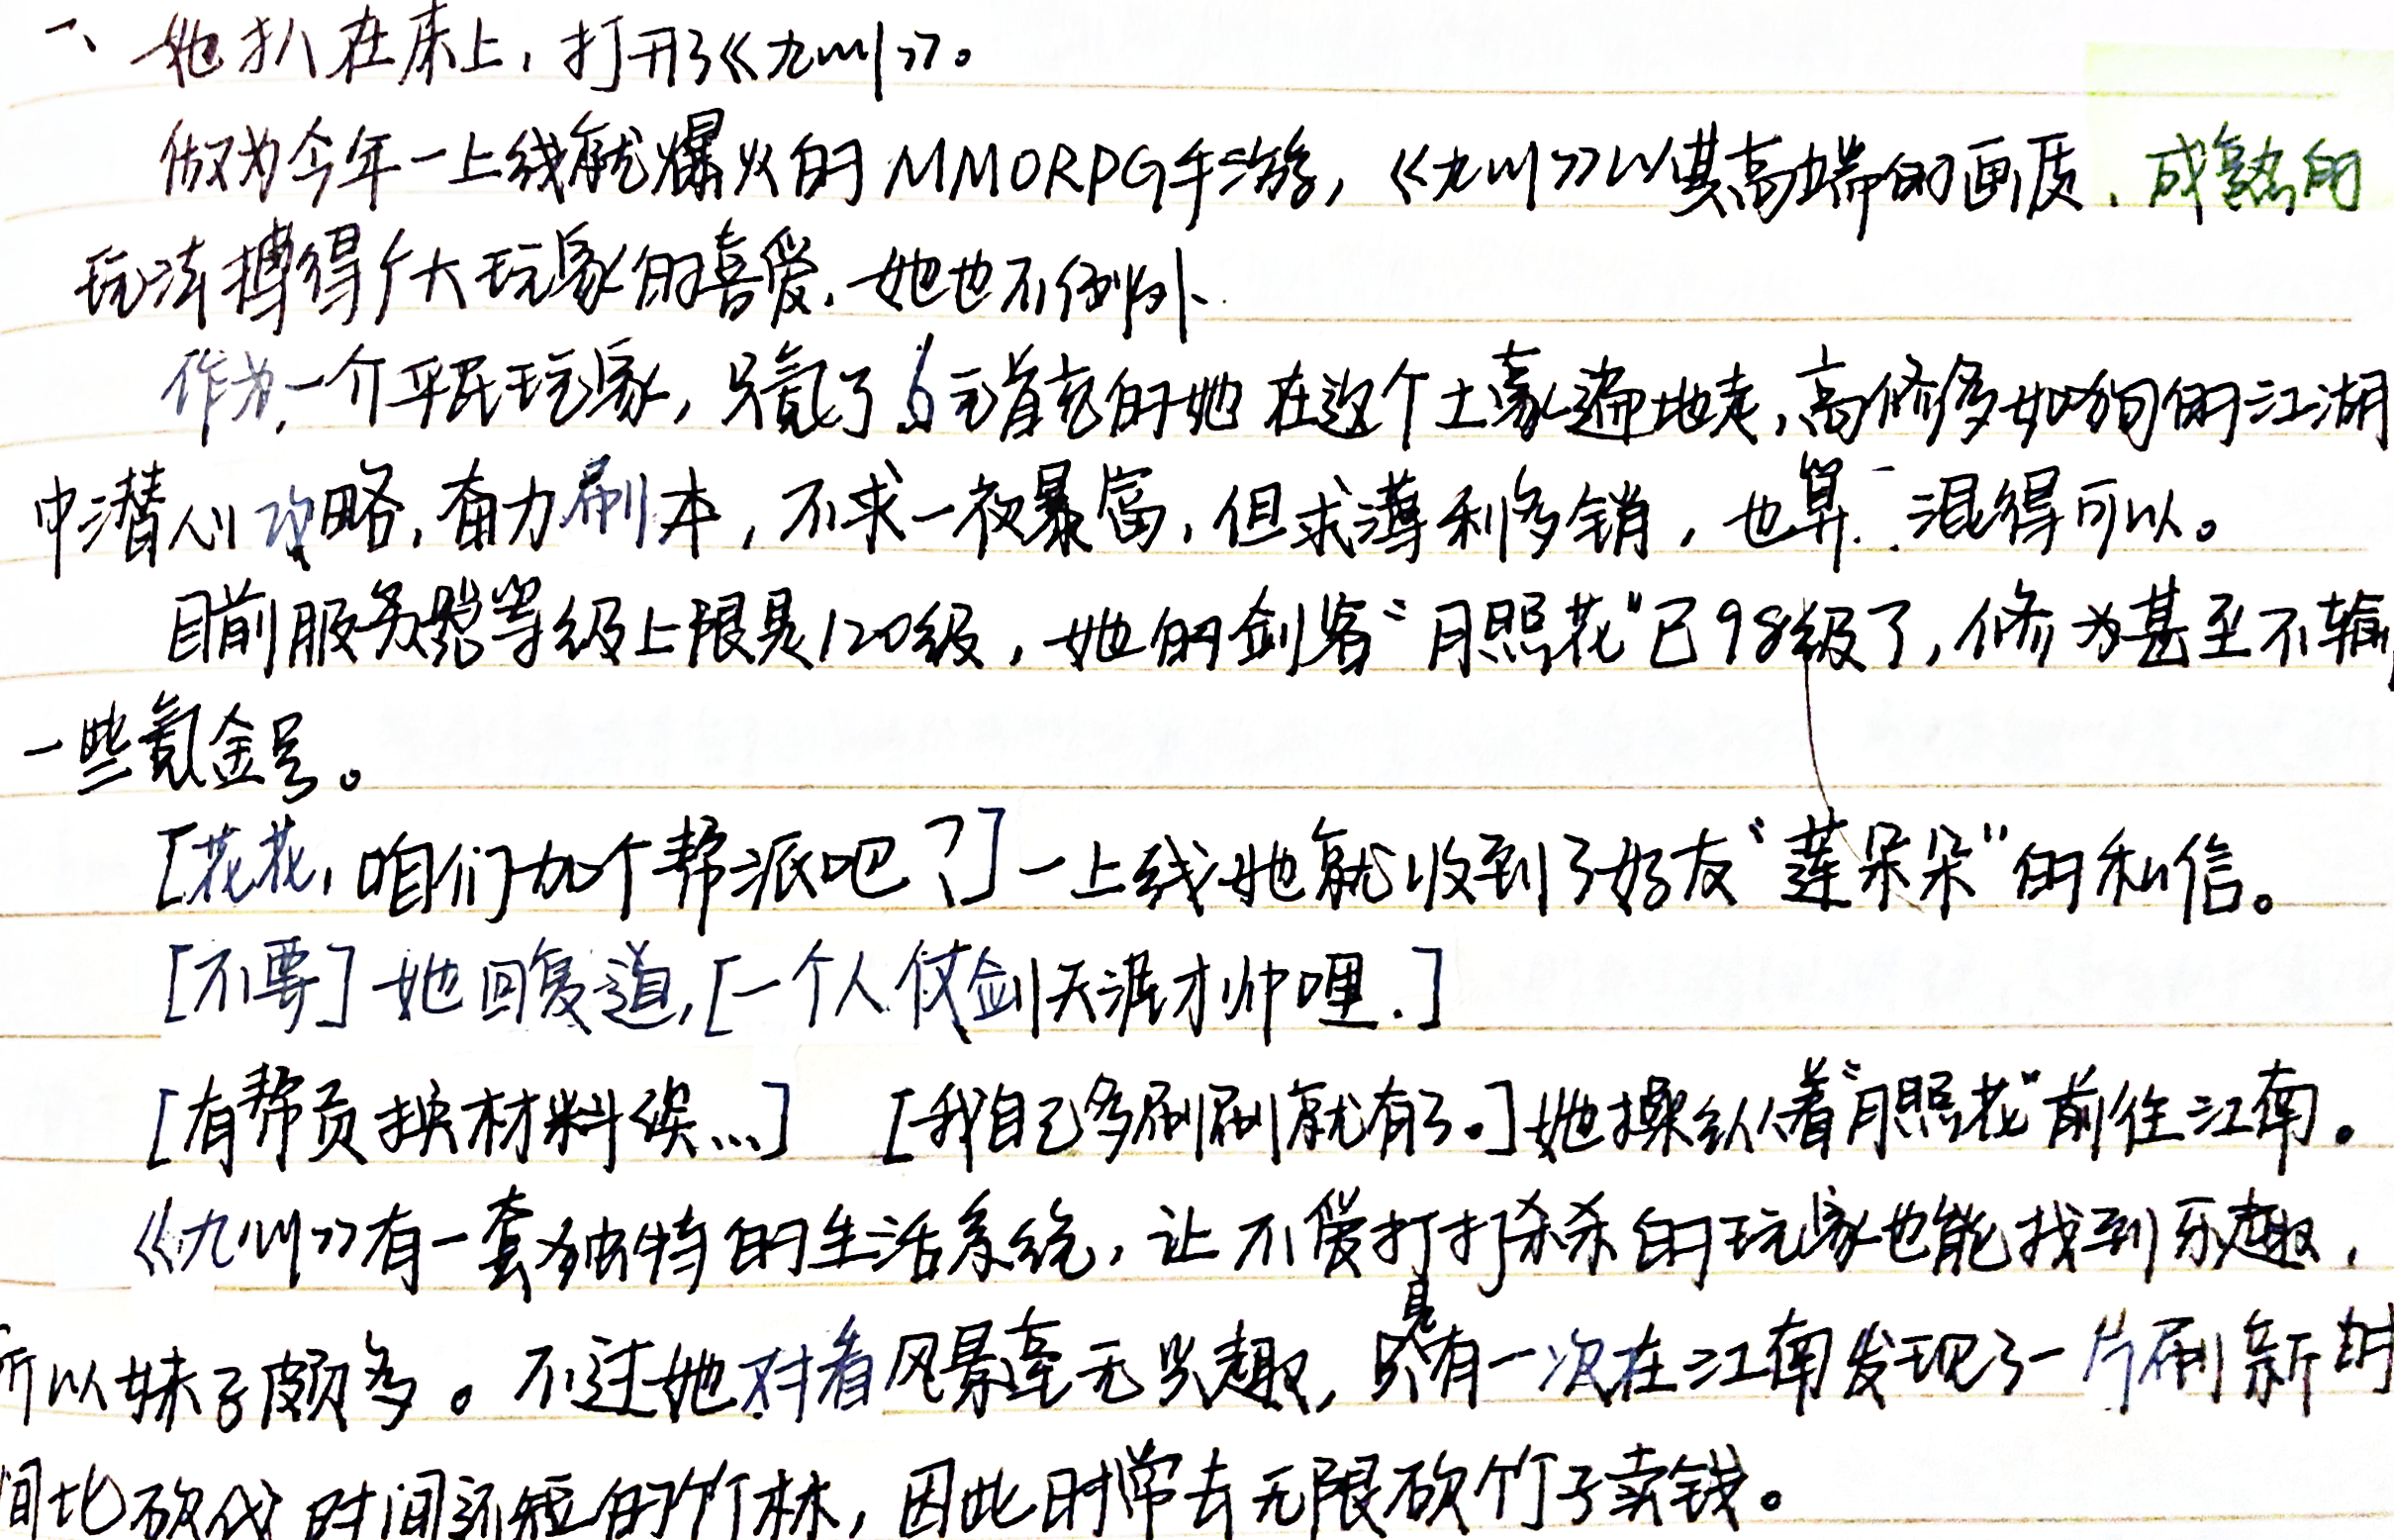 一、她扒在床上，打开了《九州》。
做为今年一上线就爆火的MMORPG手游，《九州》以其高端的画质、成熟的
玩法搏得广大玩家的喜爱，她也不例外.
作为一介平民玩家，只氪了6元首充的她在这个土豪遍地走，高修多如狗的江湖
中潜心攻略，奋力刷本，不求一夜暴富，但求薄利多销，也算混得可以。
目前服务器等级上限是120级，她的剑客“月照花”已98级了，修为甚至不输
一些氪金号。
[花花，咱们加个帮派吧？]一上线她就收到了好友“莲朵朵”的私信。
[不要]她回复道，[一个人仗剑天涯才帅哩.]
[有帮贡换材料诶…] [我自己多刷刷就有了。]她操纵着“月照花”前往江南。
《九州》有一套独特的生活系统，让不爱打打杀杀的玩家也能找到乐趣，
所以妹子颇多。不过她对看风景毫无兴趣，只是有一次在江南发现了一片刷新时
间比砍伐时间还短的竹林，因此时常去无限砍竹子卖钱。